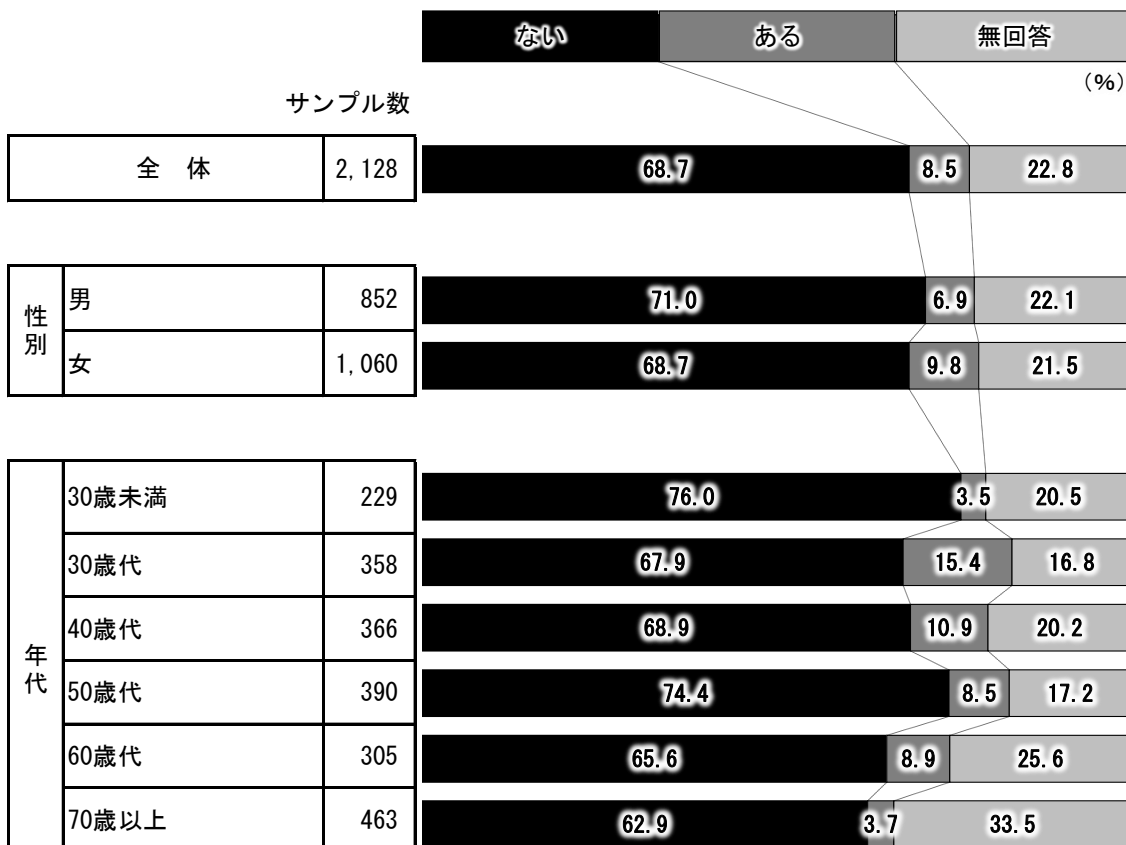 ない ある 無回答
(%)
サンプル数
全 体 2,128 68.7 8.5 22.8
性別
男 852 71.0 6.9 22.1
女 1,060 68.7 9.8 21.5
年代
30歳未満 229 76.0 3.5 20.5
30歳代 358 67.9 15.4 16.8
40歳代 366 68.9 10.9 20.2
50歳代 390 74.4 8.5 17.2
60歳代 305 65.6 8.9 25.6
70歳以上 463 62.9 3.7 33.5